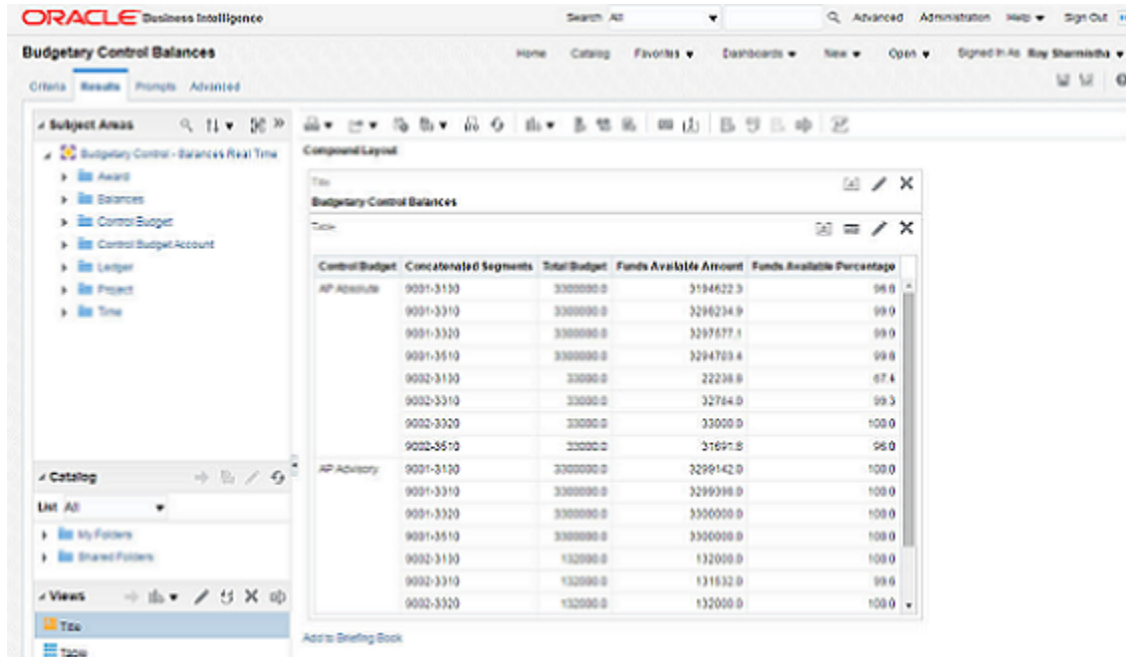 ORACLE Business Intelligence
Search All
Advanced Administration Help Sign Out
Budgetary Control Balances
Home Catalog Favorites Dashboards New Open Signed In As Roy Sharmistha
Criteria Results Prompts Advanced
Subject Areas
Budgetary Control - Balances Real Time
Award
Balances
Control Budget
Control Budget Account
Ledger
Project
Time
Catalog
List All
My Folders
Shared Folders
Views
Title
Table
Compound Layout
Title
Budgetary Control Balances
Table
Control Budget Concatenated Segments Total Budget Funds Available Amount Funds Available Percentage
AP Absolute 9001-3130 3300000.0 3194622.3
9001-3310 3300000.0 3296234.9
9001-3320 3300000.0 3297577.1
9001-3510 3300000.0 3294703.4
9002-3130 33000.0 22238.8 67.4
9002-3310 33000.0 32764.0 99.3
9002-3320 33000.0 33000.0 100.0
9002-3510 33000.0 31691.8 96.0
AP Advisory 9001-3130 3300000.0 3299142.0 100.0
9001-3310 3300000.0 3299398.0 100.0
9001-3320 3300000.0 3300000.0 100.0
9001-3510 3300000.0 3300000.0 100.0
9002-3130 132000.0 132000.0 100.0
9002-3310 132000.0 131532.0 99.6
9002-3320 132000.0 132000.0 100.0
Add to Briefing Book